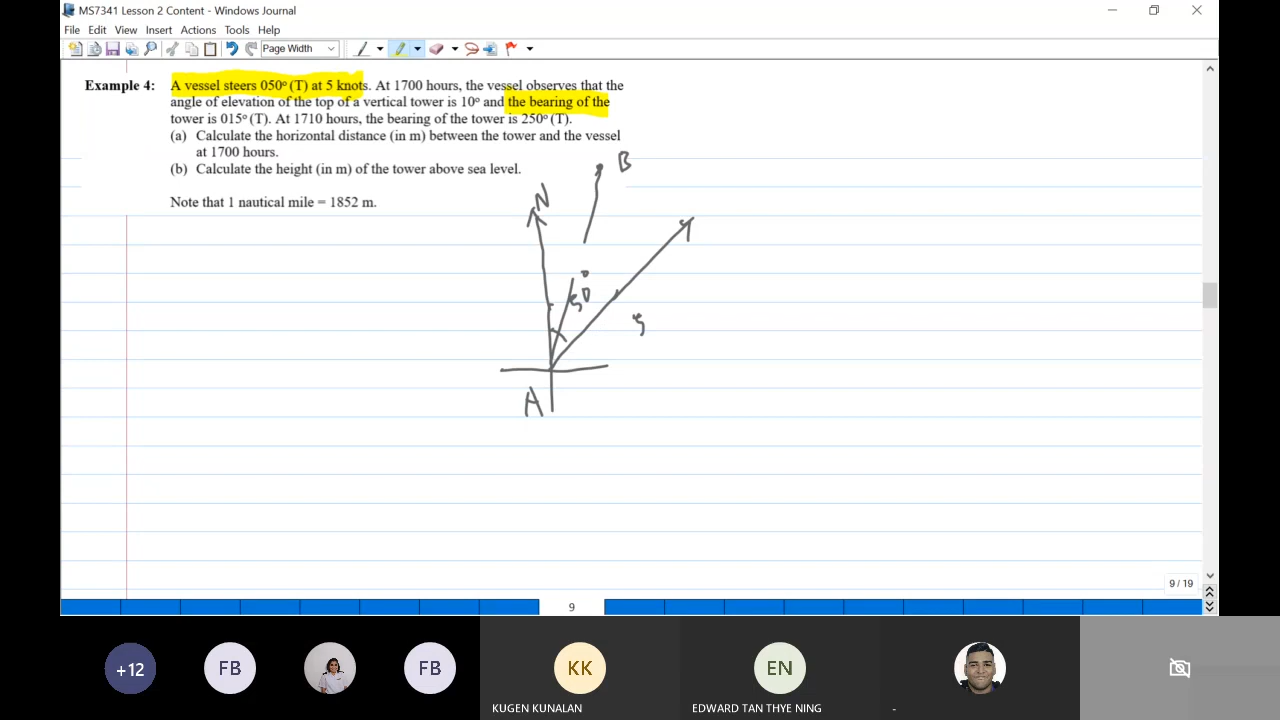 MS7341 Lesson 2 Content - Windows Journal
File Edit View Insert Actions Tools Help
Page Width
Example 4: A vessel steers 050° (T) at 5 knots. At 1700 hours, the vessel observes that the
angle of elevation of the top of a vertical tower is 10° and the bearing of the
tower is 015° (T). At 1710 hours, the bearing of the tower is 250° (T).
(a) Calculate the horizontal distance (in m) between the tower and the vessel
at 1700 hours.
(b) Calculate the height (in m) of the tower above sea level.
Note that 1 nautical mile = 1852 m.
B
N
50°
5
A
9 / 19
9
+12
FB
FB
KK
EN
KUGEN KUNALAN
EDWARD TAN THYE NING
-